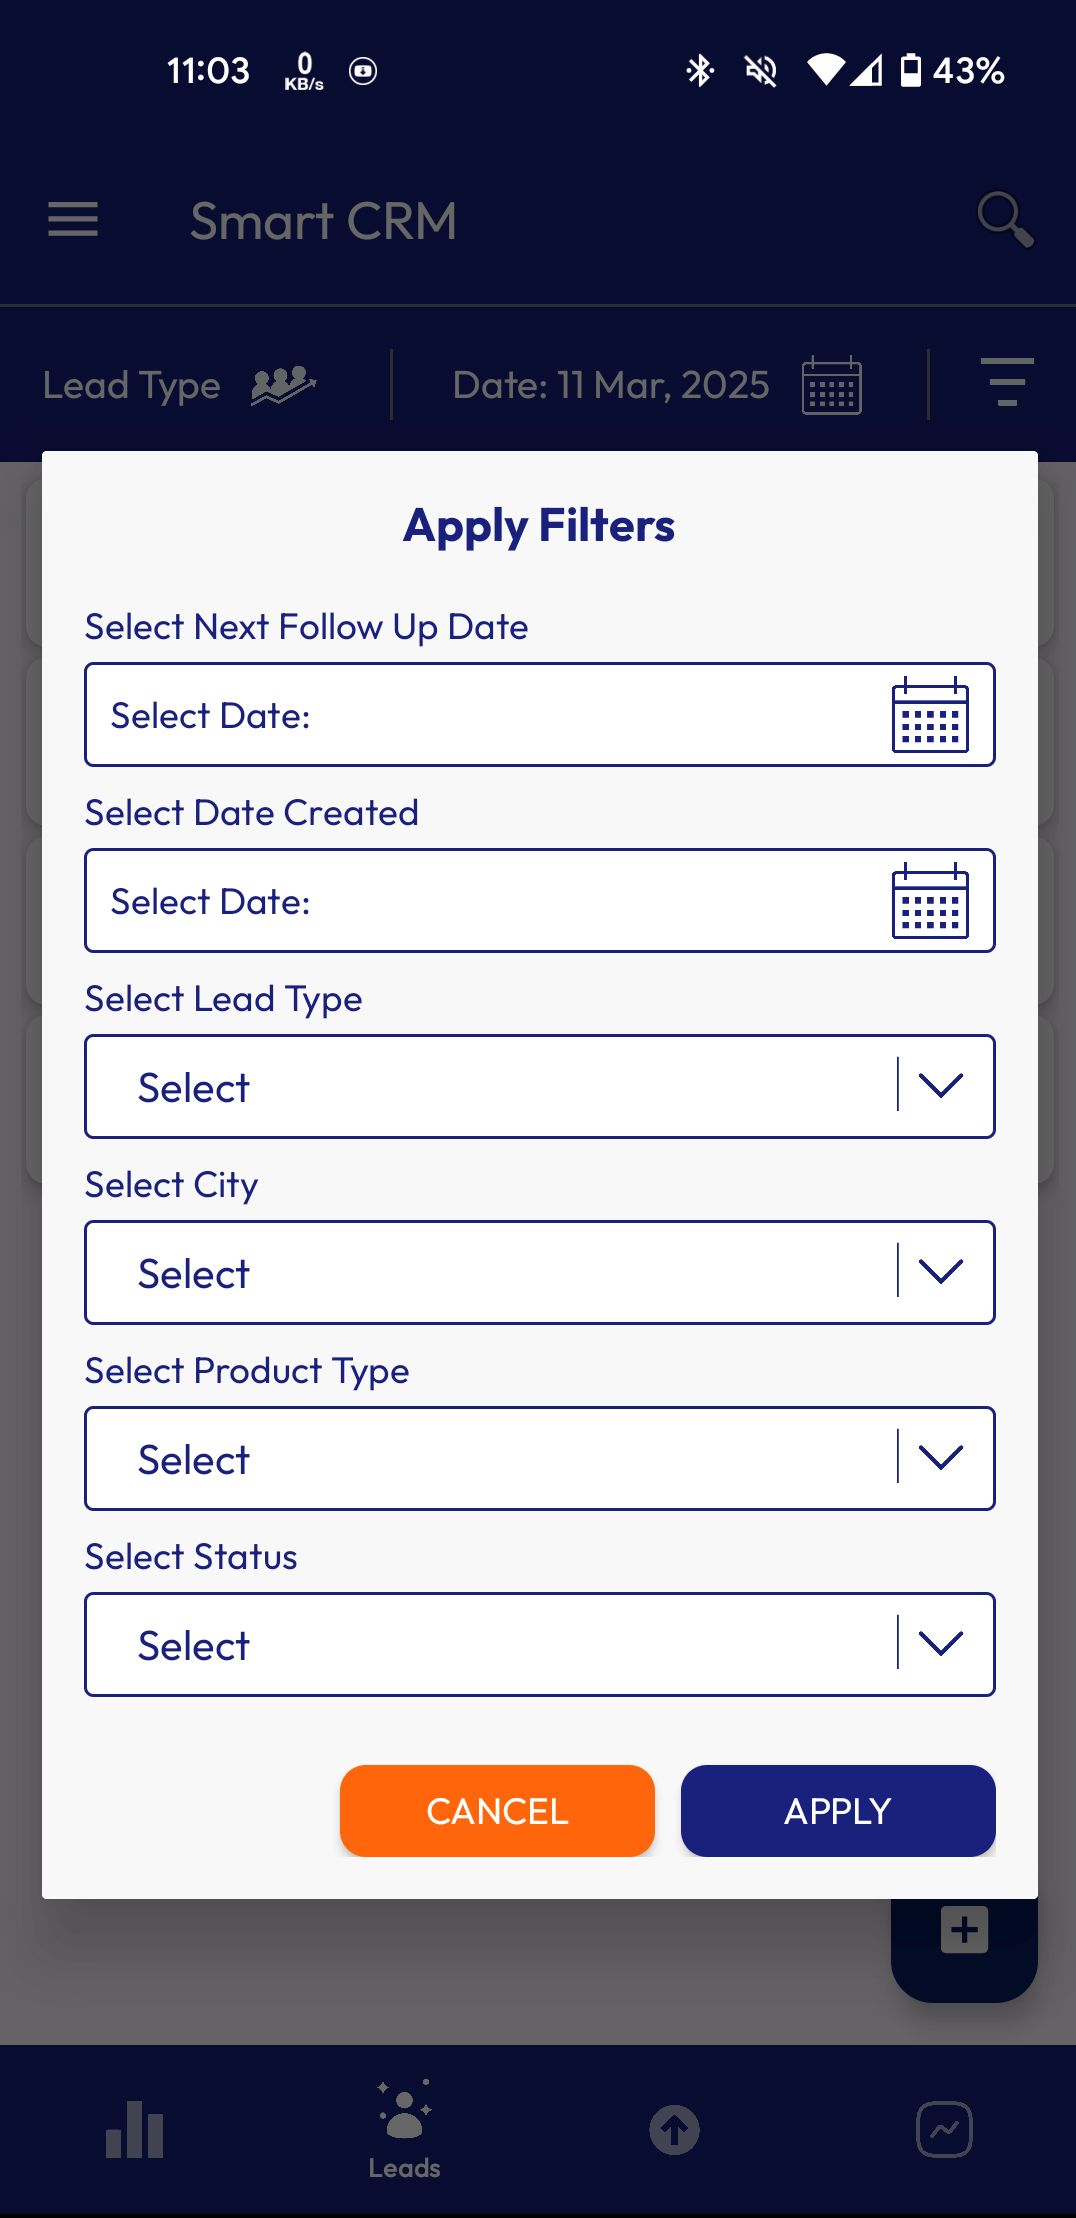 11:03 0 KB/s 43%
Smart CRM
Lead Type Date: 11 Mar, 2025
Apply Filters
Select Next Follow Up Date
Select Date:
Select Date Created
Select Date:
Select Lead Type
Select
Select City
Select
Select Product Type
Select
Select Status
Select
CANCEL APPLY
Leads